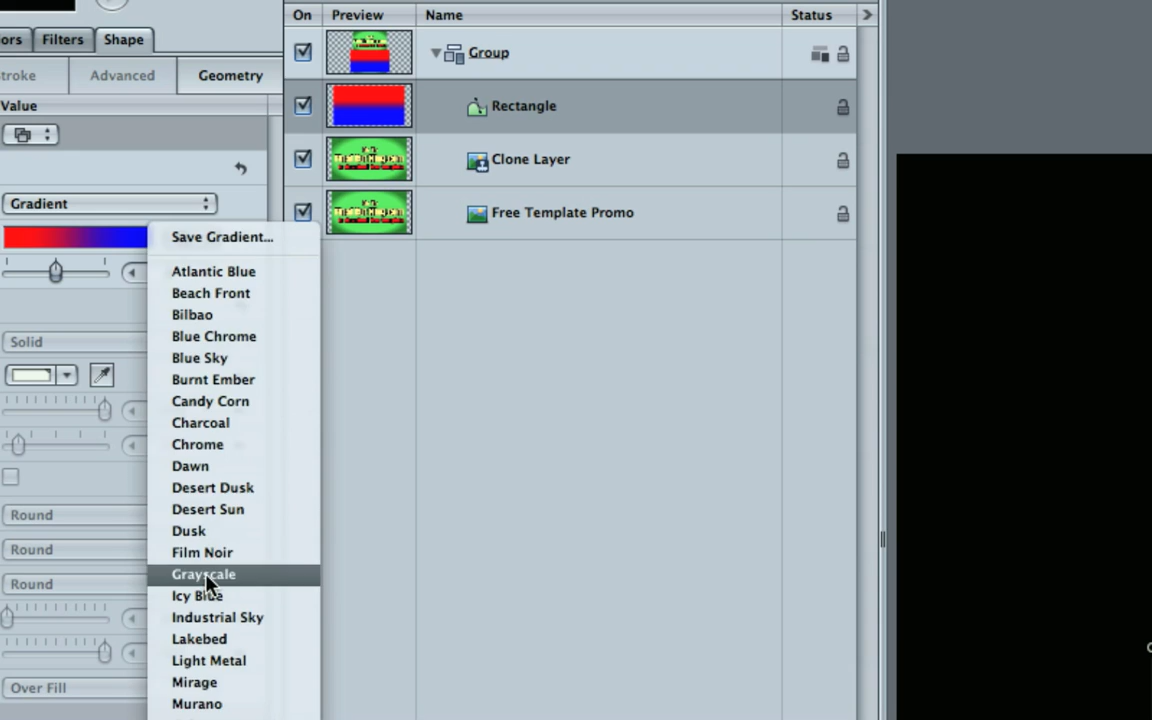 On Preview Name Status
Filters Shape
Advanced Geometry
Value
Group
Rectangle
Clone Layer
Free Template Promo
Gradient
Solid
Round
Round
Round
Over Fill
Save Gradient...
Atlantic Blue
Beach Front
Bilbao
Blue Chrome
Blue Sky
Burnt Ember
Candy Corn
Charcoal
Chrome
Dawn
Desert Dusk
Desert Sun
Dusk
Film Noir
Grayscale
Icy Blue
Industrial Sky
Lakebed
Light Metal
Mirage
Murano